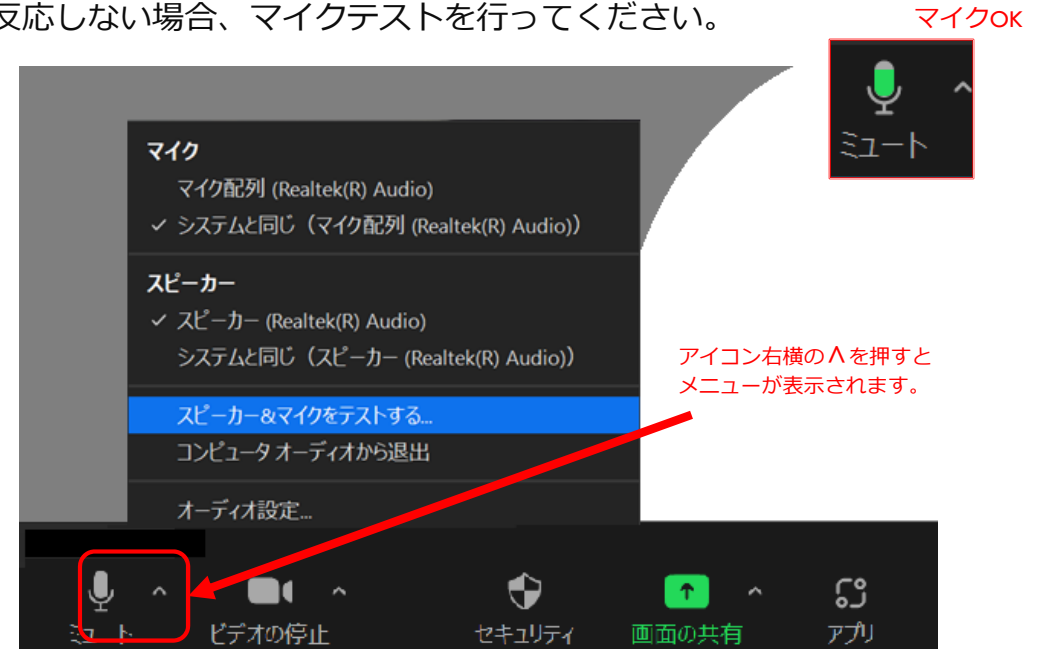 反応しない場合、マイクテストを行ってください。
マイクOK
ミュート
マイク
マイク配列 (Realtek(R) Audio)
✓ システムと同じ（マイク配列 (Realtek(R) Audio)）
スピーカー
✓ スピーカー (Realtek(R) Audio)
システムと同じ（スピーカー (Realtek(R) Audio)）
アイコン右横の∧を押すと
メニューが表示されます。
スピーカー&マイクをテストする...
コンピュータ オーディオから退出
オーディオ設定...
ミュート
ビデオの停止
セキュリティ
画面の共有
アプリ